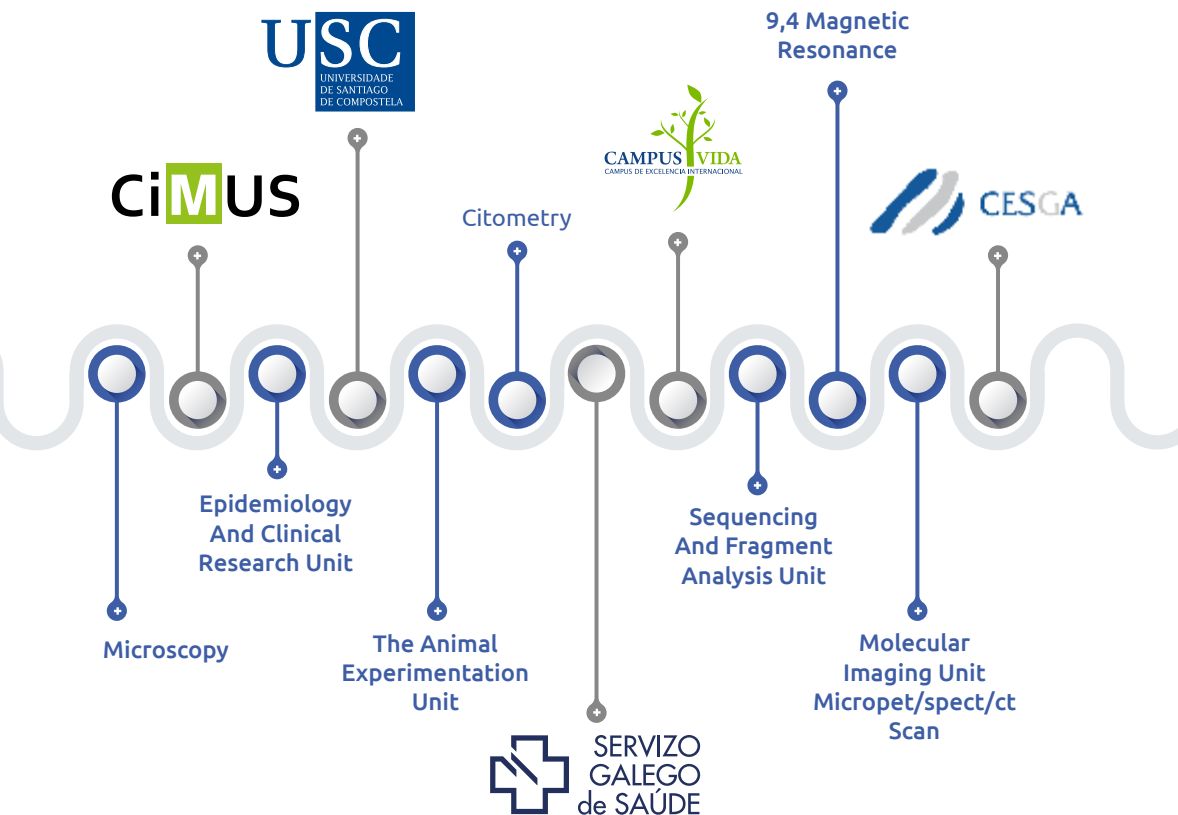 USC
UNIVERSIDADE
DE SANTIAGO
DE COMPOSTELA
9,4 Magnetic
Resonance
CiMUS
CAMPUS VIDA
CAMPUS DE EXCELENCIA INTERNACIONAL
Citometry
CESGA
Epidemiology
And Clinical
Research Unit
Sequencing
And Fragment
Analysis Unit
Microscopy
The Animal
Experimentation
Unit
Molecular
Imaging Unit
Micropet/spect/ct
Scan
SERVIZO
GALEGO
de SAÚDE